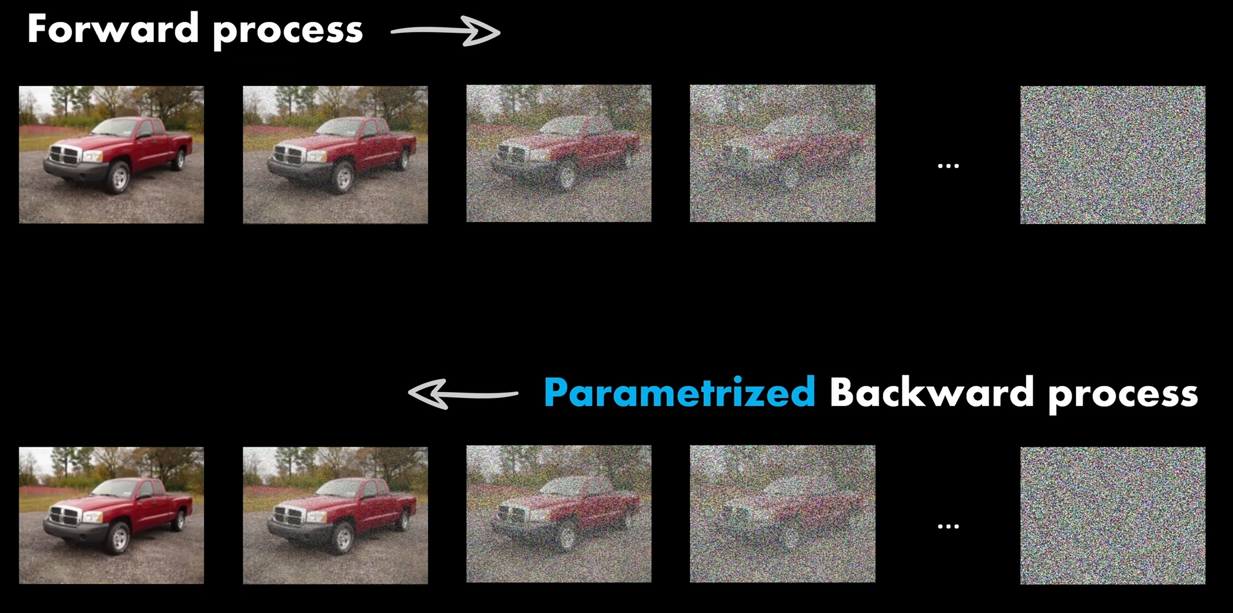 Forward process
...
Parametrized Backward process
...